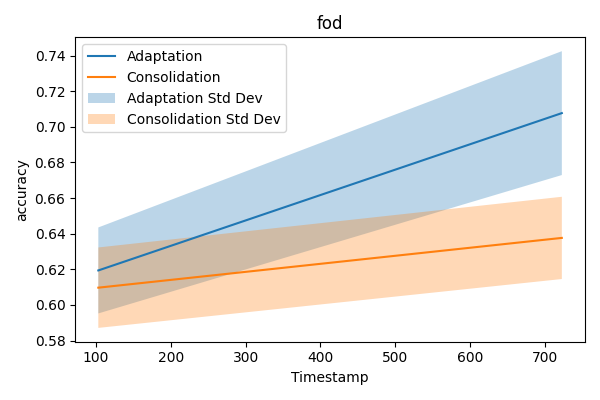 fod
Adaptation
Consolidation
Adaptation Std Dev
Consolidation Std Dev
accuracy
0.74
0.72
0.70
0.68
0.66
0.64
0.62
0.60
0.58
100 200 300 400 500 600 700
Timestamp